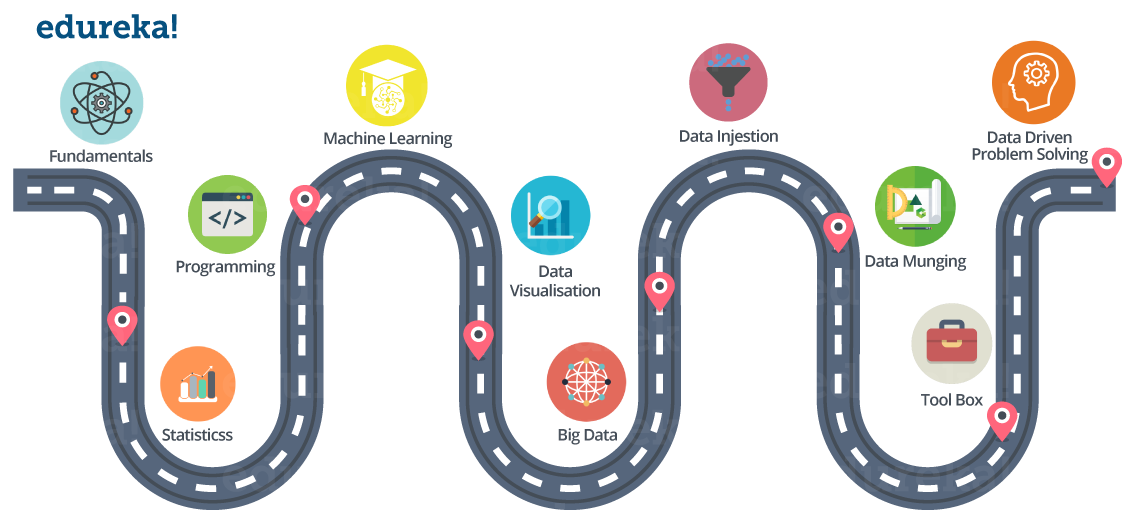 edureka!
Fundamentals
Statisticss
Programming
</>
Machine Learning
Data
Visualisation
Big Data
Data Injestion
Data Munging
Tool Box
Data Driven
Problem Solving